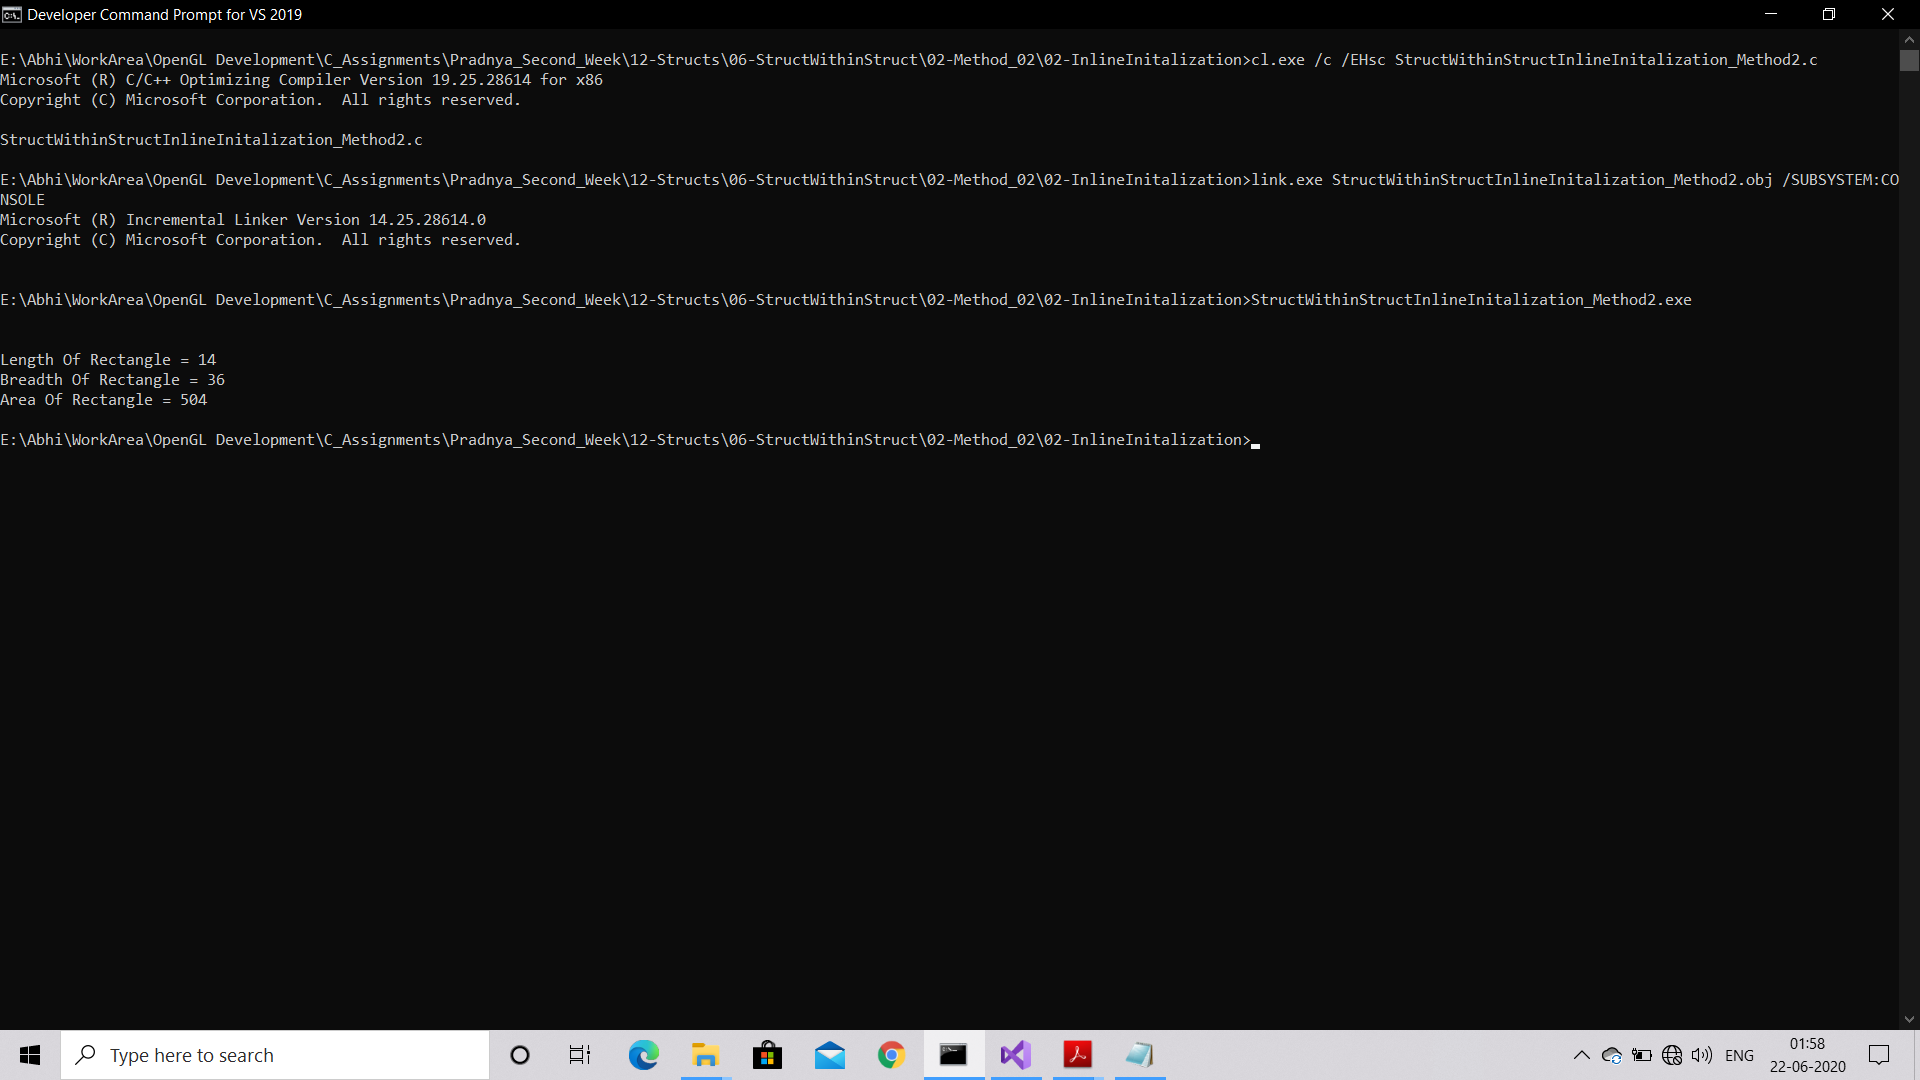 Developer Command Prompt for VS 2019
E:\Abhi\WorkArea\OpenGL Development\C_Assignments\Pradnya_Second_Week\12-Structs\06-StructWithinStruct\02-Method_02\02-InlineInitalization>cl.exe /c /EHsc StructWithinStructInlineInitalization_Method2.c
Microsoft (R) C/C++ Optimizing Compiler Version 19.25.28614 for x86
Copyright (C) Microsoft Corporation.  All rights reserved.
StructWithinStructInlineInitalization_Method2.c
E:\Abhi\WorkArea\OpenGL Development\C_Assignments\Pradnya_Second_Week\12-Structs\06-StructWithinStruct\02-Method_02\02-InlineInitalization>link.exe StructWithinStructInlineInitalization_Method2.obj /SUBSYSTEM:CO
NSOLE
Microsoft (R) Incremental Linker Version 14.25.28614.0
Copyright (C) Microsoft Corporation.  All rights reserved.
E:\Abhi\WorkArea\OpenGL Development\C_Assignments\Pradnya_Second_Week\12-Structs\06-StructWithinStruct\02-Method_02\02-InlineInitalization>StructWithinStructInlineInitalization_Method2.exe
Length Of Rectangle = 14
Breadth Of Rectangle = 36
Area Of Rectangle = 504
E:\Abhi\WorkArea\OpenGL Development\C_Assignments\Pradnya_Second_Week\12-Structs\06-StructWithinStruct\02-Method_02\02-InlineInitalization>
Type here to search
ENG
01:58
22-06-2020